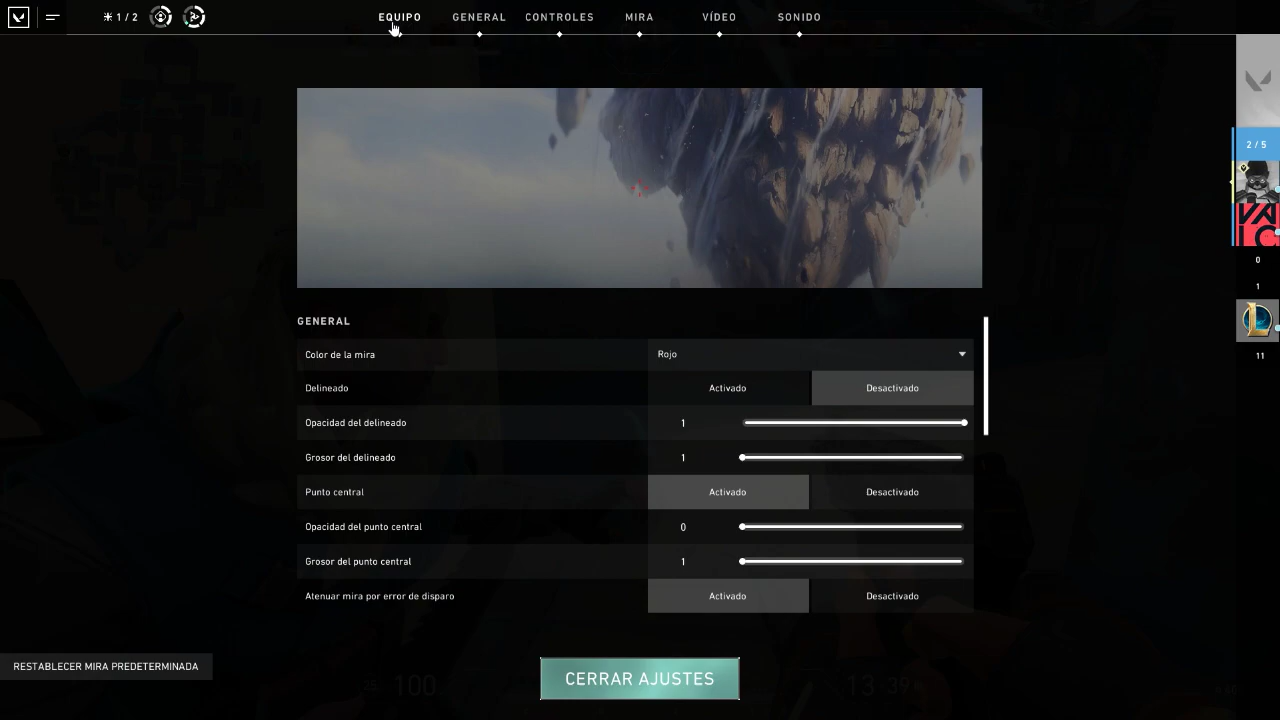 1 / 2
EQUIPO
GENERAL
CONTROLES
MIRA
VÍDEO
SONIDO
2 / 5
0
1
11
GENERAL
Color de la mira Rojo
Delineado Activado Desactivado
Opacidad del delineado 1
Grosor del delineado 1
Punto central Activado Desactivado
Opacidad del punto central 0
Grosor del punto central 1
Atenuar mira por error de disparo Activado Desactivado
RESTABLECER MIRA PREDETERMINADA
CERRAR AJUSTES
25 100
13 39